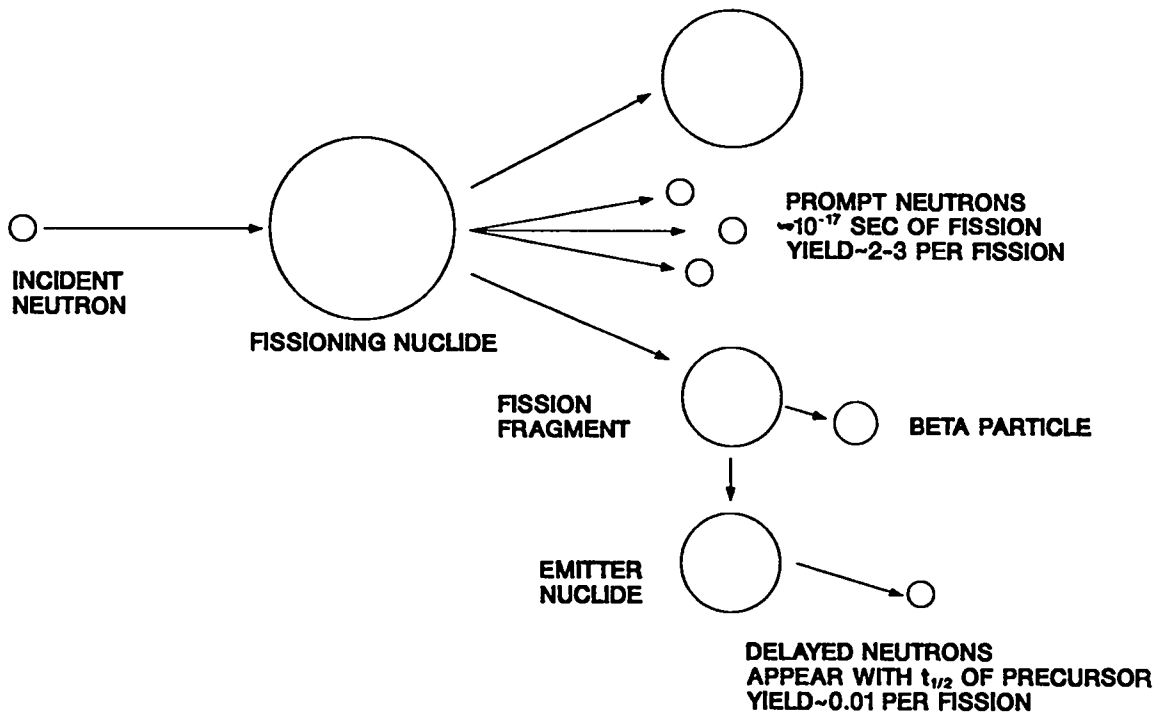 INCIDENT
NEUTRON
FISSIONING NUCLIDE
PROMPT NEUTRONS
~10⁻¹⁷ SEC OF FISSION
YIELD~2-3 PER FISSION
FISSION
FRAGMENT
BETA PARTICLE
EMITTER
NUCLIDE
DELAYED NEUTRONS
APPEAR WITH t₁/₂ OF PRECURSOR
YIELD~0.01 PER FISSION